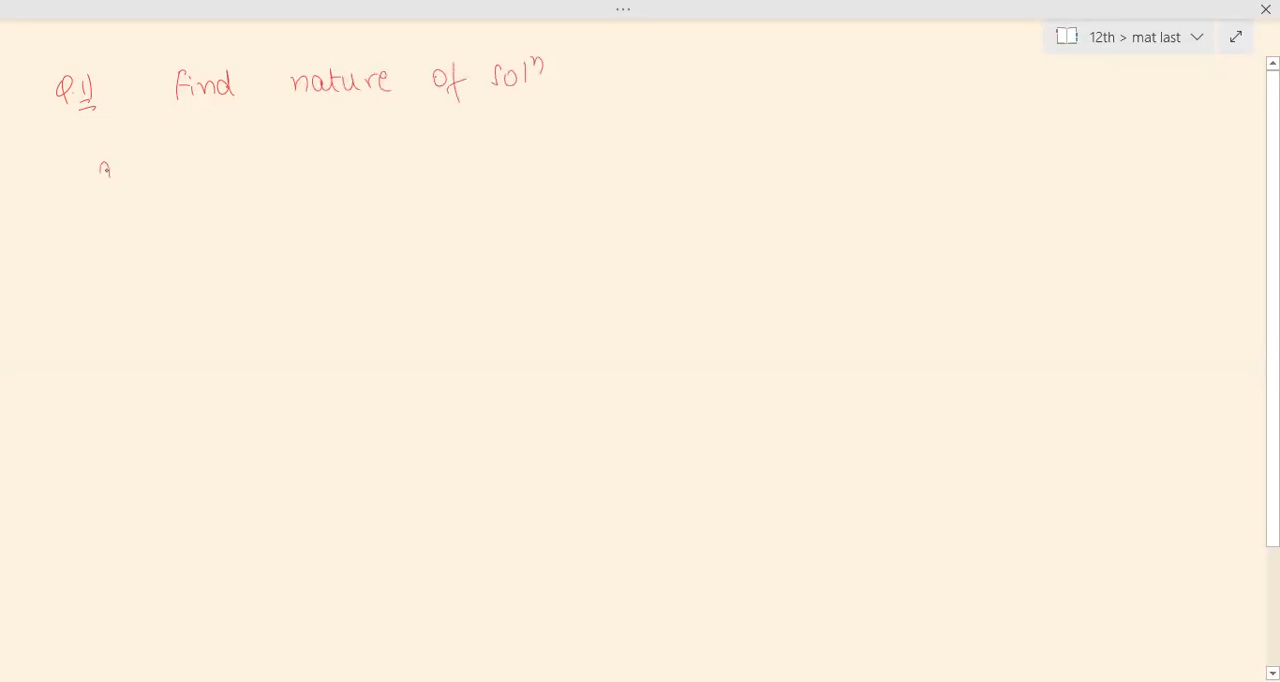 12th > mat last
Q.1) find nature of solⁿ